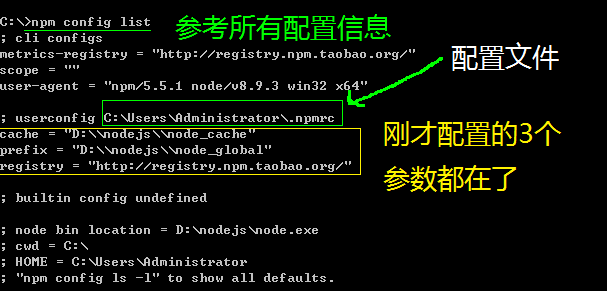 C:\>npm config list
参考所有配置信息
; cli configs
metrics-registry = "http://registry.npm.taobao.org/"
scope = ""
user-agent = "npm/5.5.1 node/v8.9.3 win32 x64"
配置文件
; userconfig C:\Users\Administrator\.npmrc
cache = "D:\\nodejs\\node_cache"
prefix = "D:\\nodejs\\node_global"
registry = "http://registry.npm.taobao.org/"
刚才配置的3个
参数都在了
; builtin config undefined
; node bin location = D:\nodejs\node.exe
; cwd = C:\
; HOME = C:\Users\Administrator
; "npm config ls -l" to show all defaults.